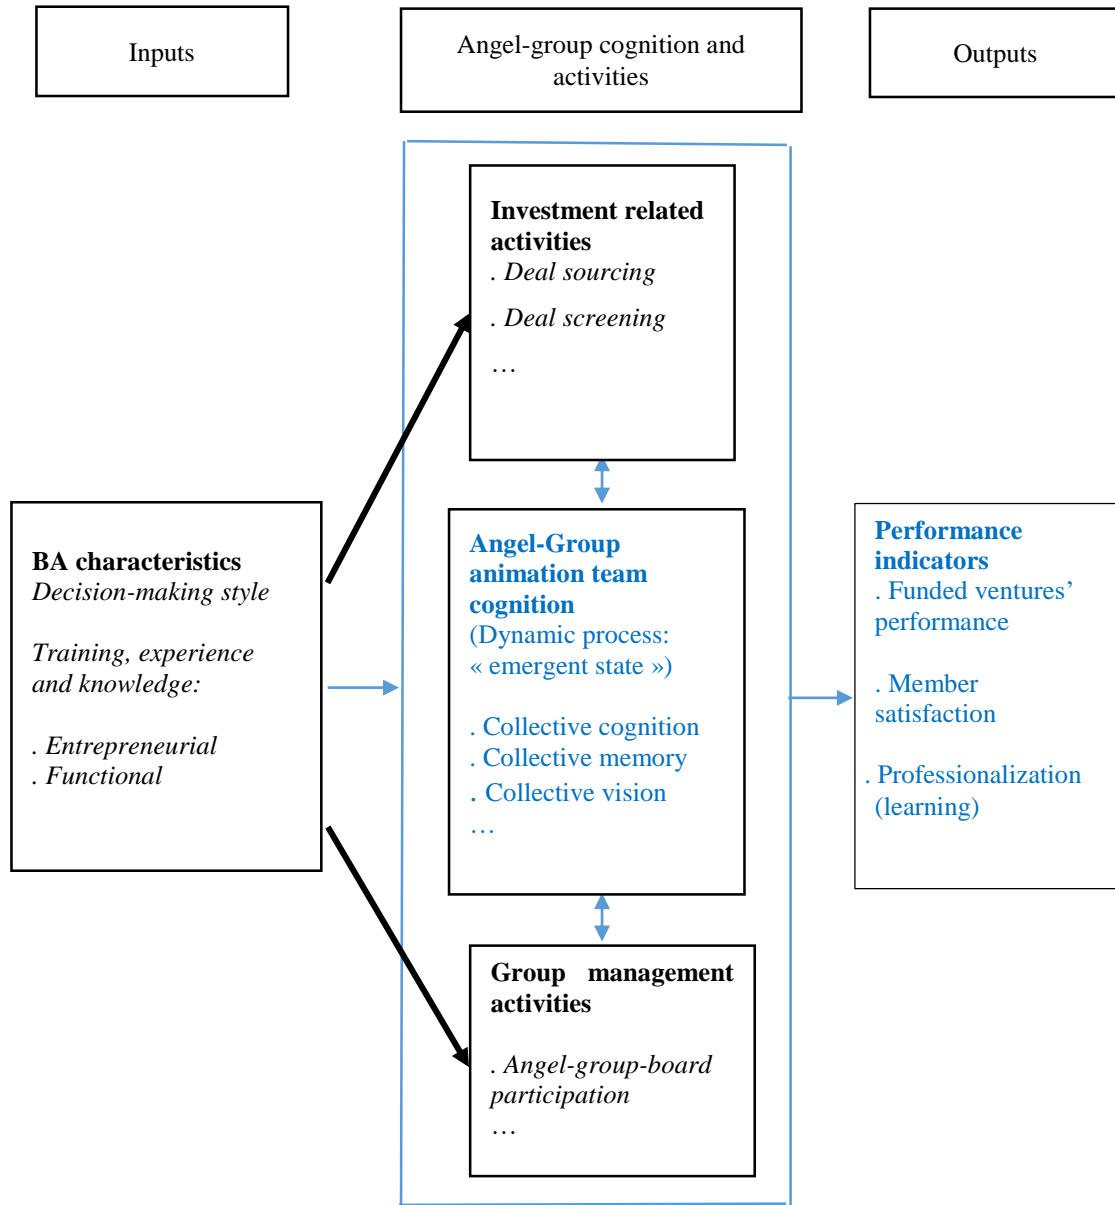 Inputs
Angel-group cognition and
activities
Outputs
Investment related
activities
. Deal sourcing
. Deal screening
…
BA characteristics
Decision-making style
Training, experience
and knowledge:
. Entrepreneurial
. Functional
Angel-Group
animation team
cognition
(Dynamic process:
« emergent state »)
. Collective cognition
. Collective memory
. Collective vision
…
Performance
indicators
. Funded ventures’
performance
. Member
satisfaction
. Professionalization
(learning)
Group management
activities
. Angel-group-board
participation
…